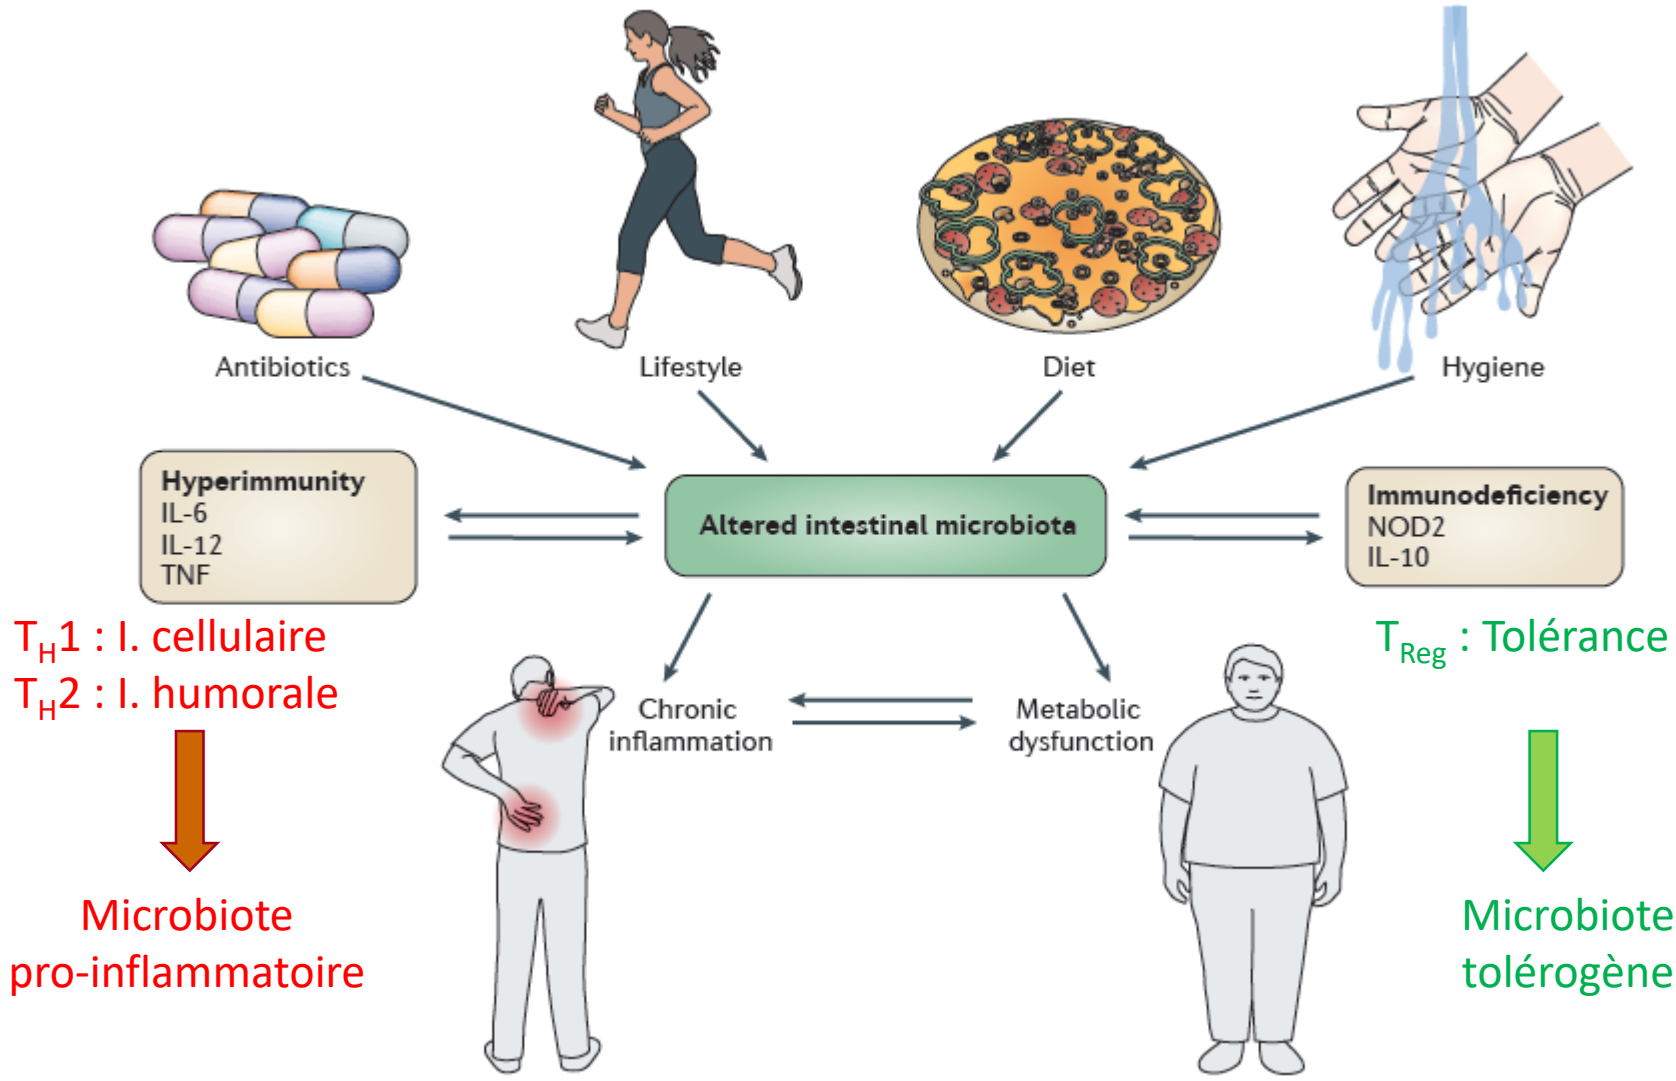 Antibiotics
Lifestyle
Diet
Hygiene
Hyperimmunity
IL-6
IL-12
TNF
Altered intestinal microbiota
Immunodeficiency
NOD2
IL-10
TH1 : I. cellulaire
TH2 : I. humorale
TReg : Tolérance
Chronic
inflammation
Metabolic
dysfunction
Microbiote
pro-inflammatoire
Microbiote
tolérogène